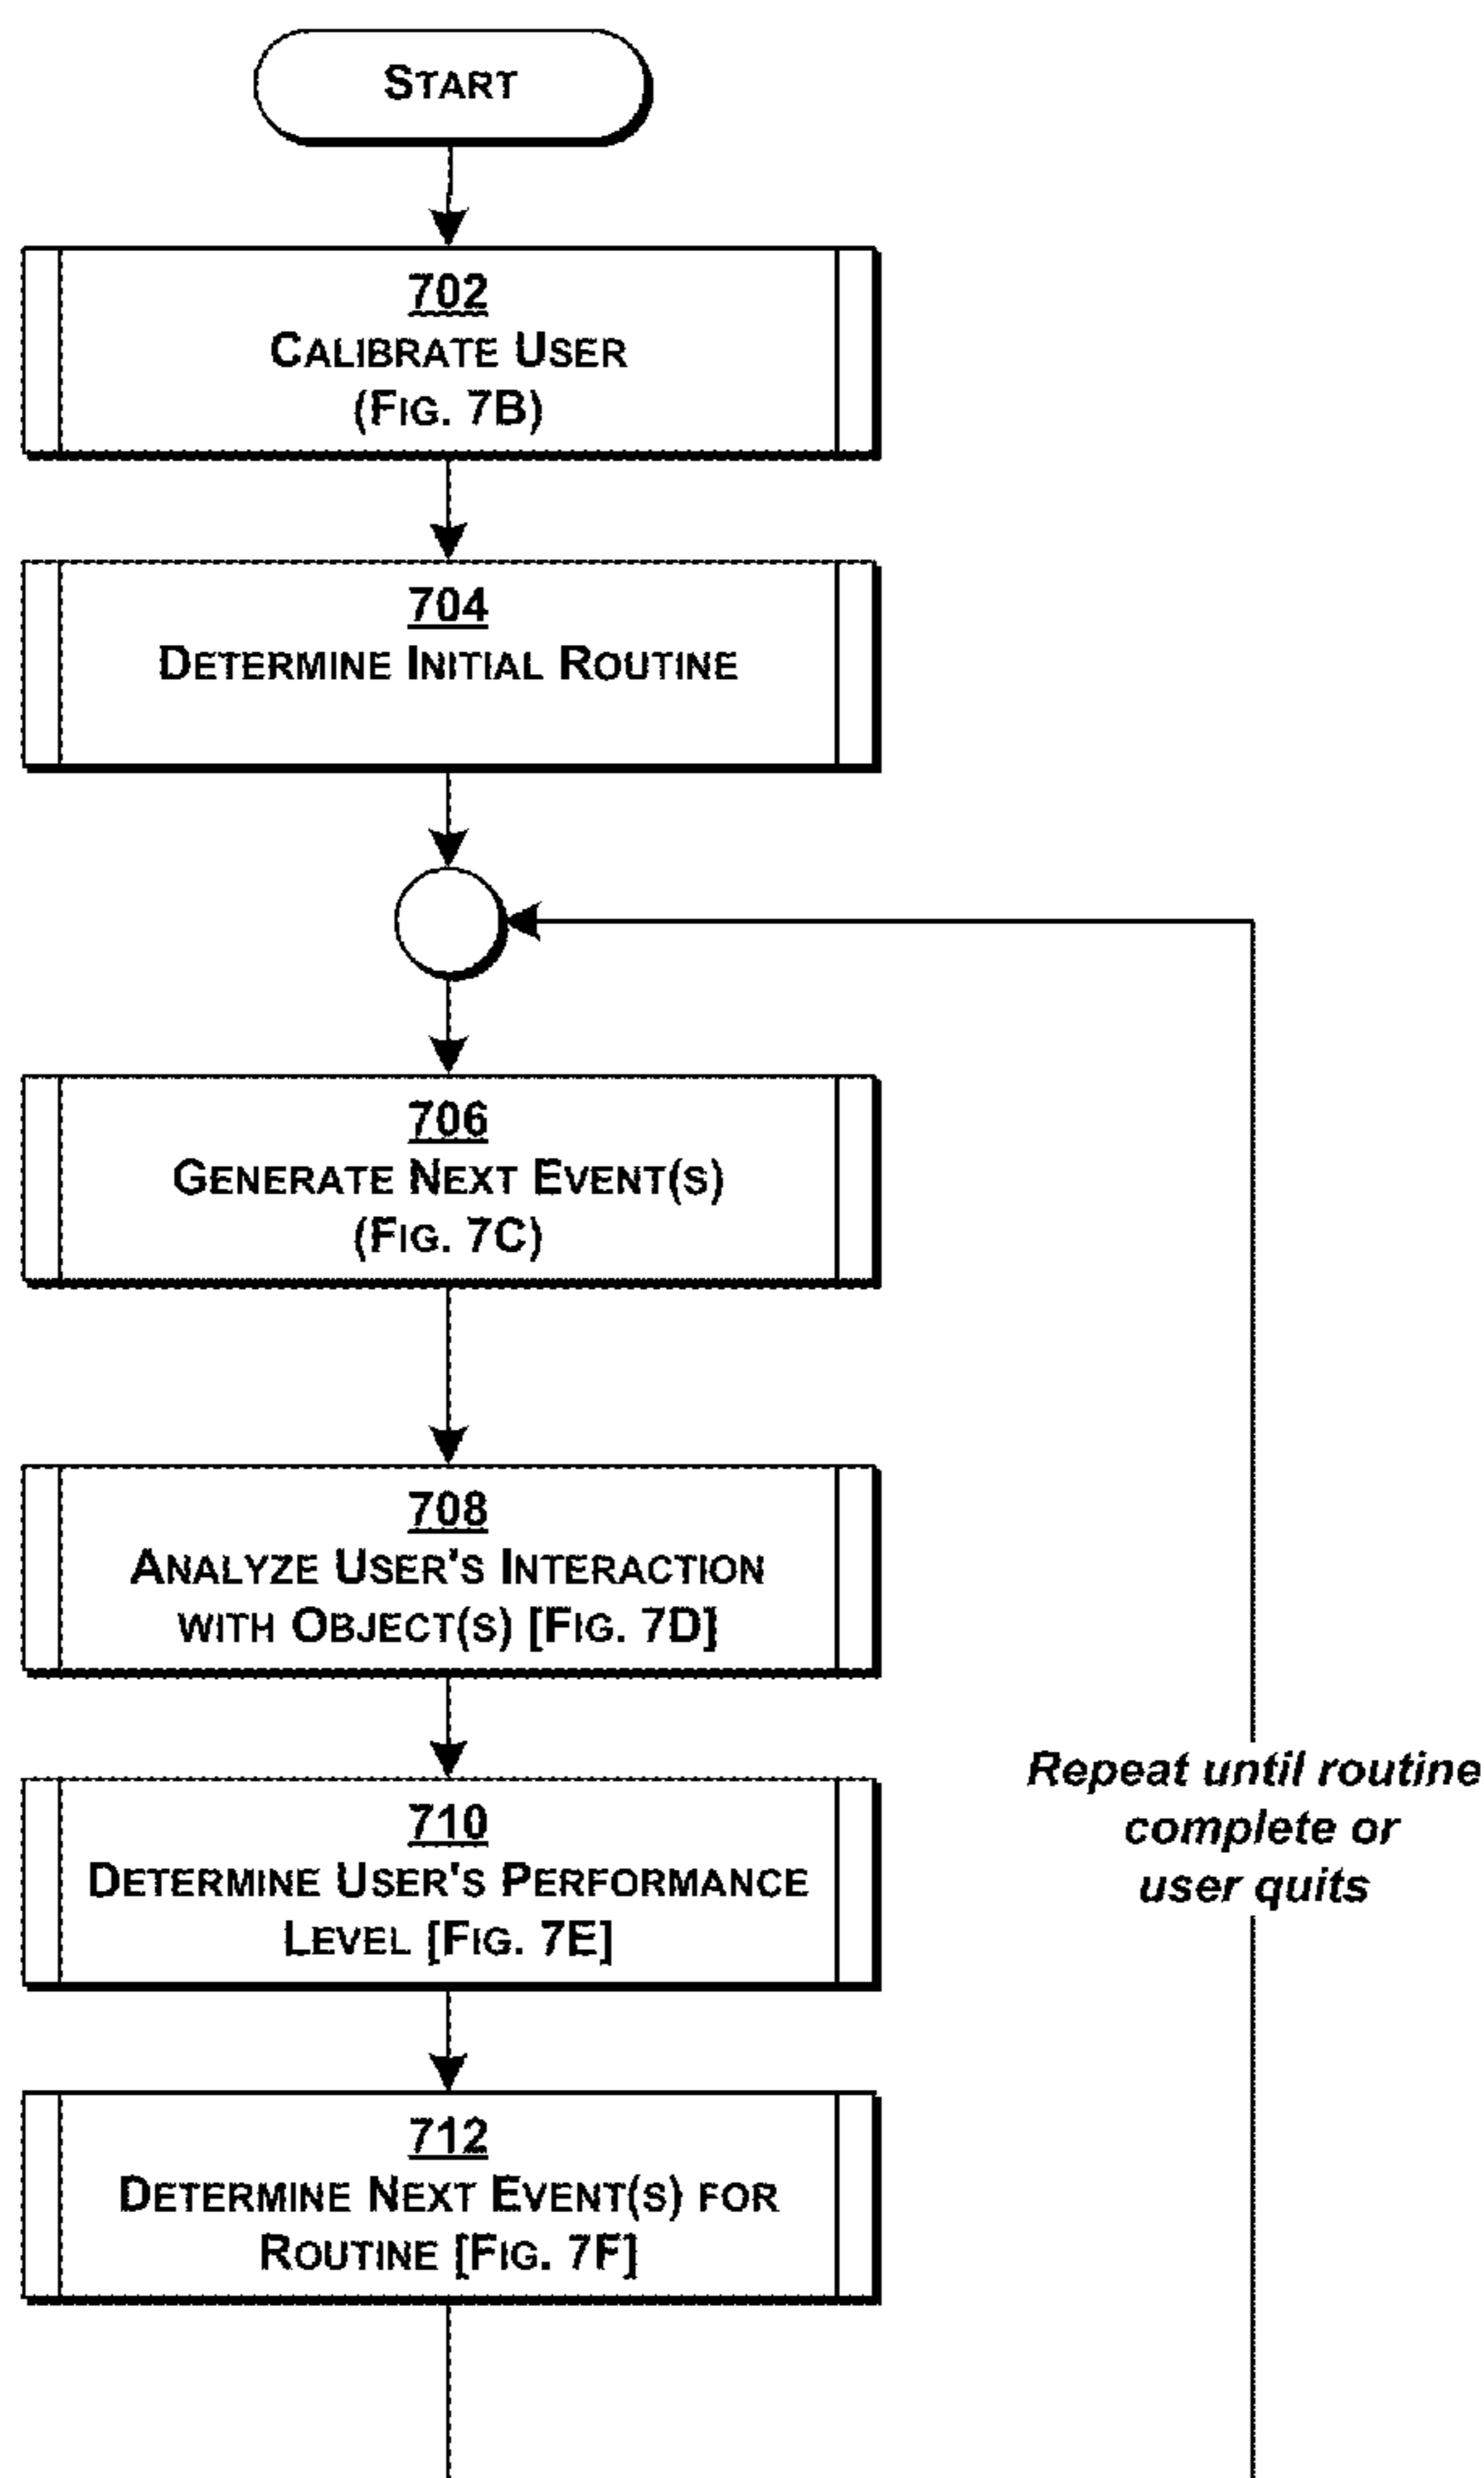 START
702
CALIBRATE USER
(FIG. 7B)
704
DETERMINE INITIAL ROUTINE
706
GENERATE NEXT EVENT(S)
(FIG. 7C)
708
ANALYZE USER'S INTERACTION
WITH OBJECT(S) [FIG. 7D]
710
DETERMINE USER'S PERFORMANCE
LEVEL [FIG. 7E]
Repeat until routine
complete or
user quits
712
DETERMINE NEXT EVENT(S) FOR
ROUTINE [FIG. 7F]